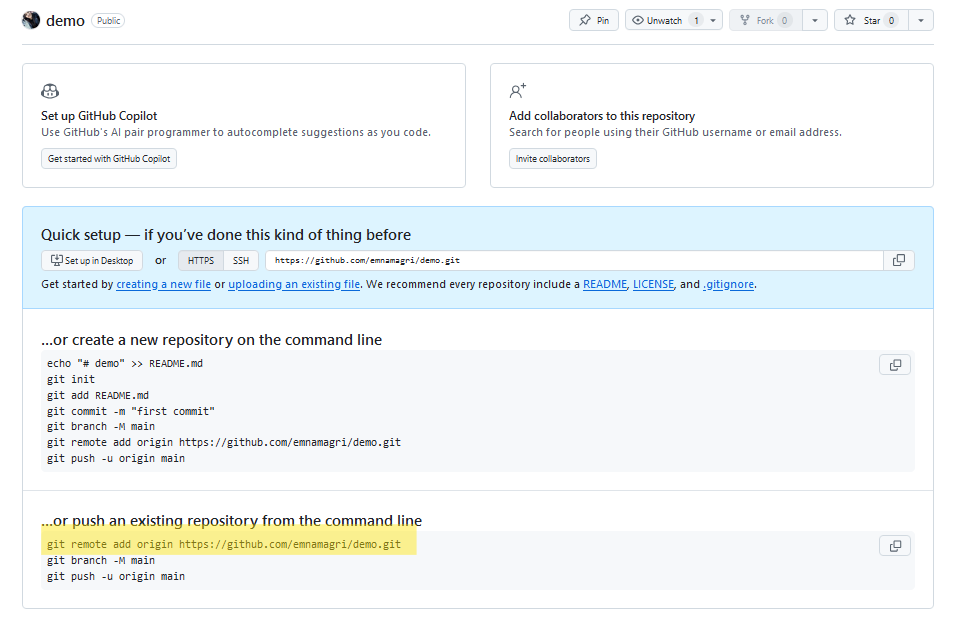 demo Public Pin Unwatch 1 Fork 0 Star 0
Set up GitHub Copilot
Use GitHub's AI pair programmer to autocomplete suggestions as you code.
Get started with GitHub Copilot
Add collaborators to this repository
Search for people using their GitHub username or email address.
Invite collaborators
Quick setup — if you've done this kind of thing before
Set up in Desktop or HTTPS SSH https://github.com/emnamagri/demo.git
Get started by creating a new file or uploading an existing file. We recommend every repository include a README, LICENSE, and .gitignore.
...or create a new repository on the command line
echo "# demo" >> README.md
git init
git add README.md
git commit -m "first commit"
git branch -M main
git remote add origin https://github.com/emnamagri/demo.git
git push -u origin main
...or push an existing repository from the command line
git remote add origin https://github.com/emnamagri/demo.git
git branch -M main
git push -u origin main